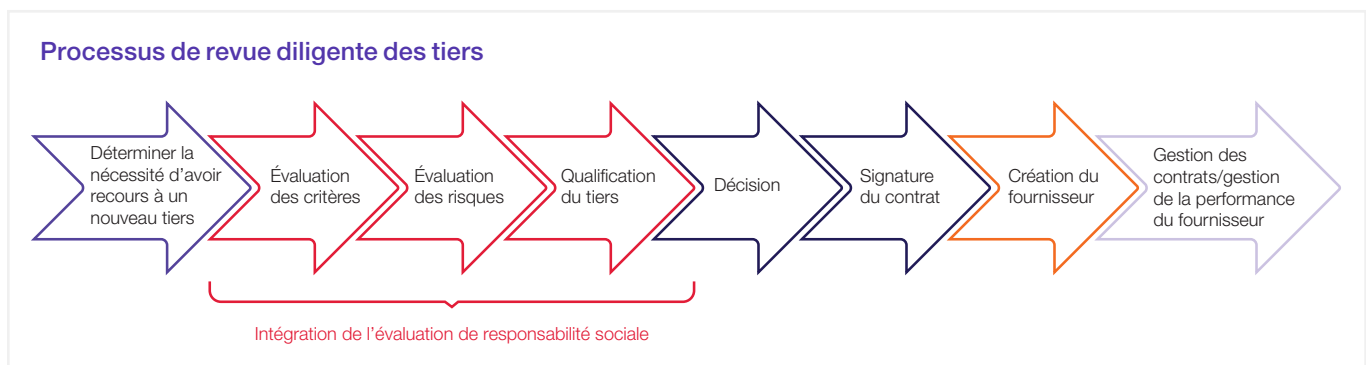 Processus de revue diligente des tiers
Déterminer la
nécessité d'avoir
recours à un
nouveau tiers
Évaluation
des critères
Évaluation
des risques
Qualification
du tiers
Décision
Signature
du contrat
Création du
fournisseur
Gestion des
contrats/gestion
de la performance
du fournisseur
Intégration de l'évaluation de responsabilité sociale